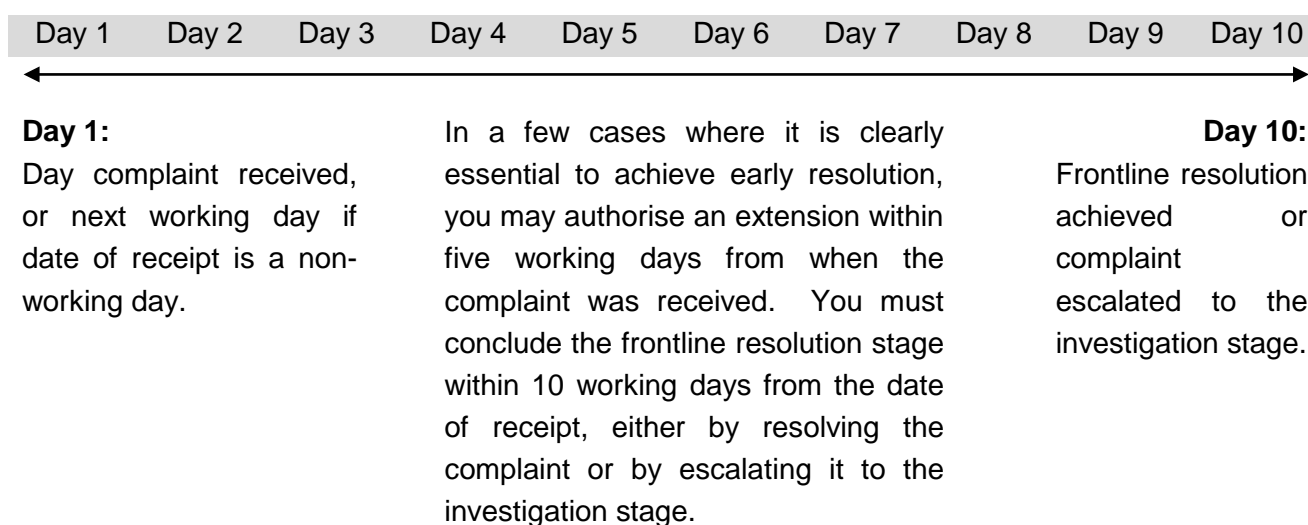 Day 1 Day 2 Day 3 Day 4 Day 5 Day 6 Day 7 Day 8 Day 9 Day 10
Day 1:
Day complaint received,
or next working day if
date of receipt is a non-
working day.
In a few cases where it is clearly
essential to achieve early resolution,
you may authorise an extension within
five working days from when the
complaint was received. You must
conclude the frontline resolution stage
within 10 working days from the date
of receipt, either by resolving the
complaint or by escalating it to the
investigation stage.
Day 10:
Frontline resolution
achieved or
complaint
escalated to the
investigation stage.